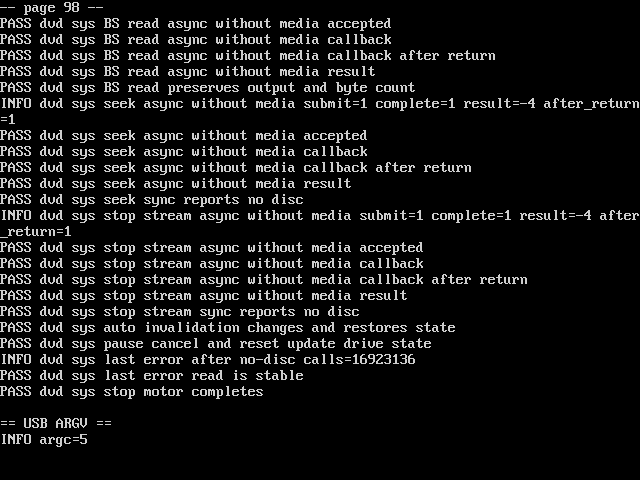 -- page 98 --
PASS dvd sys BS read async without media accepted
PASS dvd sys BS read async without media callback
PASS dvd sys BS read async without media callback after return
PASS dvd sys BS read async without media result
PASS dvd sys BS read preserves output and byte count
INFO dvd sys seek async without media submit=1 complete=1 result=-4 after_return
=1
PASS dvd sys seek async without media accepted
PASS dvd sys seek async without media callback
PASS dvd sys seek async without media callback after return
PASS dvd sys seek async without media result
PASS dvd sys seek sync reports no disc
INFO dvd sys stop stream async without media submit=1 complete=1 result=-4 after
_return=1
PASS dvd sys stop stream async without media accepted
PASS dvd sys stop stream async without media callback
PASS dvd sys stop stream async without media callback after return
PASS dvd sys stop stream async without media result
PASS dvd sys stop stream sync reports no disc
PASS dvd sys auto invalidation changes and restores state
PASS dvd sys pause cancel and reset update drive state
INFO dvd sys last error after no-disc calls=16923136
PASS dvd sys last error read is stable
PASS dvd sys stop motor completes
== USB ARGV ==
INFO argc=5